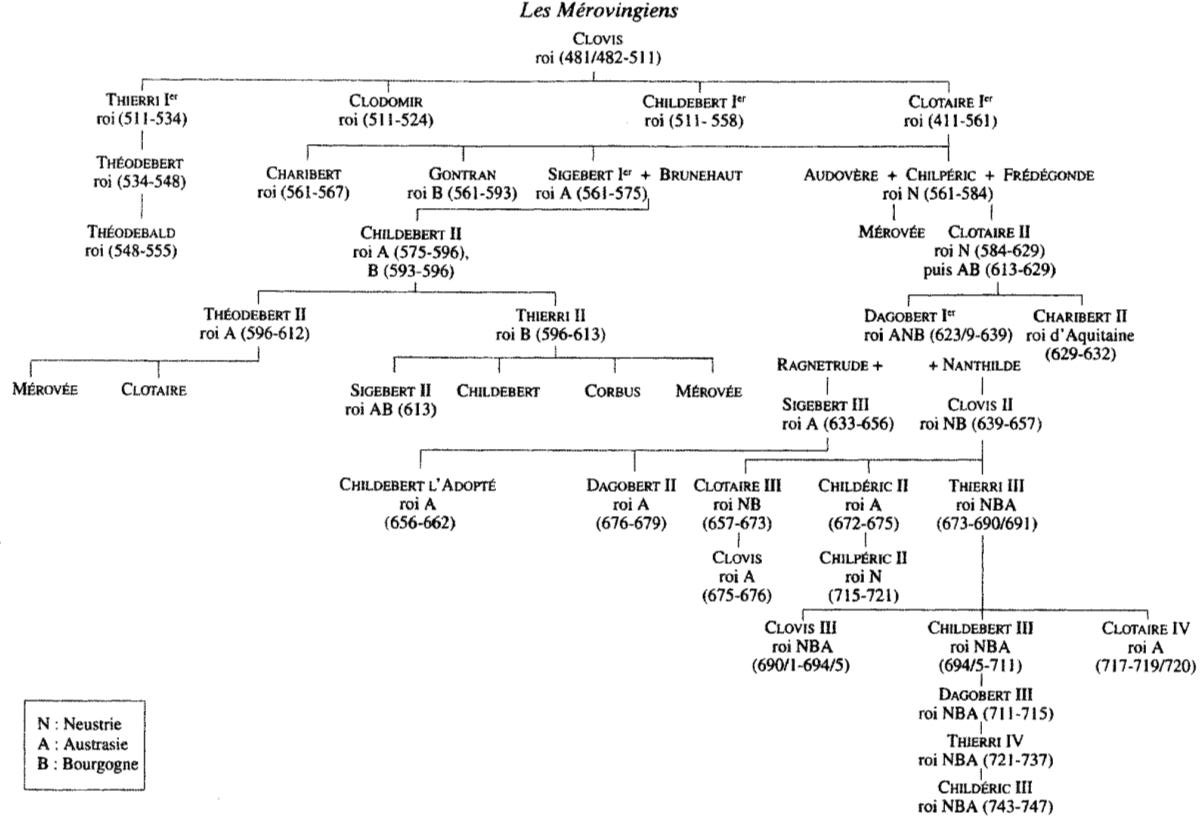 Les Mérovingiens
CLOVIS
roi (481/482-511)
THIERRI Ier
roi (511-534)
CLODOMIR
roi (511-524)
CHILDEBERT Ier
roi (511- 558)
CLOTAIRE Ier
roi (411-561)
THÉODEBERT
roi (534-548)
CHARIBERT
roi (561-567)
GONTRAN
roi B (561-593)
SIGEBERT Ier + BRUNEHAUT
roi A (561-575)
AUDOVÈRE + CHILPÉRIC + FRÉDÉGONDE
roi N (561-584)
THÉODEBALD
roi (548-555)
CHILDEBERT II
roi A (575-596),
B (593-596)
MÉROVÉE
CLOTAIRE II
roi N (584-629)
puis AB (613-629)
THÉODEBERT II
roi A (596-612)
THIERRI II
roi B (596-613)
DAGOBERT Ier
roi ANB (623/9-639)
CHARIBERT II
roi d'Aquitaine
(629-632)
RAGNETRUDE +
+ NANTHILDE
MÉROVÉE
CLOTAIRE
SIGEBERT II
roi AB (613)
CHILDEBERT
CORBUS
MÉROVÉE
SIGEBERT III
roi A (633-656)
CLOVIS II
roi NB (639-657)
CHILDEBERT L'ADOPTÉ
roi A
(656-662)
DAGOBERT II
roi A
(676-679)
CLOTAIRE III
roi NB
(657-673)
CHILDÉRIC II
roi A
(672-675)
THIERRI III
roi NBA
(673-690/691)
CLOVIS
roi A
(675-676)
CHILPÉRIC II
roi N
(715-721)
CLOVIS III
roi NBA
(690/1-694/5)
CHILDEBERT III
roi NBA
(694/5-711)
CLOTAIRE IV
roi A
(717-719/720)
DAGOBERT III
roi NBA (711-715)
THIERRI IV
roi NBA (721-737)
CHILDÉRIC III
roi NBA (743-747)
N : Neustrie
A : Austrasie
B : Bourgogne